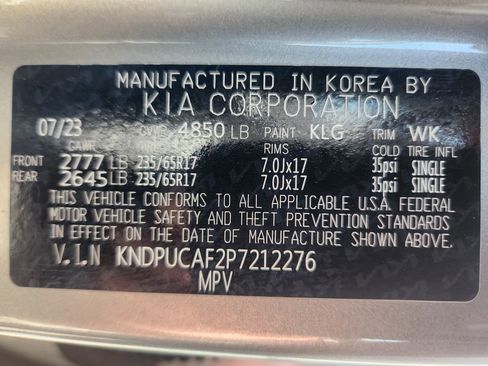 MANUFACTURED IN KOREA BY
KIA CORPORATION
07/23 GVWR 4850 LB PAINT KLG TRIM WK
GAWR TIRES RIMS COLD TIRE INFL
FRONT 2777 LB 235/65R17 7.0Jx17 35psi SINGLE
REAR 2645 LB 235/65R17 7.0Jx17 35psi SINGLE
THIS VEHICLE CONFORMS TO ALL APPLICABLE U.S.A. FEDERAL
MOTOR VEHICLE SAFETY AND THEFT PREVENTION STANDARDS
IN EFFECT ON THE DATE OF MANUFACTURE SHOWN ABOVE.
V.I.N KNDPUCAF2P7212276
MPV